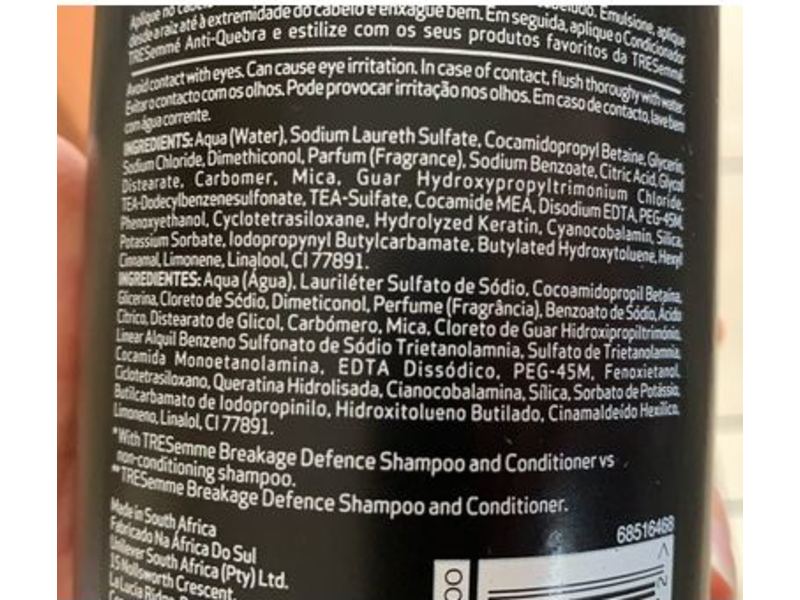 Aplique no cabelo Emulsione, aplique
desde a raiz até à extremidade do cabelo e enxague bem. Em seguida, aplique o Condicionador
TRESemmé Anti-Quebra e estilize com os seus produtos favoritos da TRESemmé.
Avoid contact with eyes. Can cause eye irritation. In case of contact, flush thoroughy with water.
Evitar o contacto com os olhos. Pode provocar irritação nos olhos. Em caso de contacto, lave bem
com água corrente.
INGREDIENTS: Aqua (Water), Sodium Laureth Sulfate, Cocamidopropyl Betaine, Glycerin,
Sodium Chloride, Dimethiconol, Parfum (Fragrance), Sodium Benzoate, Citric Acid, Glycol
Distearate, Carbomer, Mica, Guar Hydroxypropyltrimonium Chloride,
TEA-Dodecylbenzenesulfonate, TEA-Sulfate, Cocamide MEA, Disodium EDTA, PEG-45M,
Phenoxyethanol, Cyclotetrasiloxane, Hydrolyzed Keratin, Cyanocobalamin, Silica,
Potassium Sorbate, Iodopropynyl Butylcarbamate. Butylated Hydroxytoluene, Hexyl
Cinnamal, Limonene, Linalool, CI 77891.
INGREDIENTES: Aqua (Água). Lauriléter Sulfato de Sódio, Cocoamidopropil Betaína,
Glicerina, Cloreto de Sódio, Dimeticonol, Perfume (Fragrância), Benzoato de Sódio, Ácido
Cítrico, Distearato de Glicol, Carbómero, Mica, Cloreto de Guar Hidroxipropiltrimónio,
Linear Alquil Benzeno Sulfonato de Sódio Trietanolamnia, Sulfato de Trietanolamnia,
Cocamida Monoetanolamina, EDTA Dissódico, PEG-45M, Fenoxietanol,
Ciclotetrasiloxano, Queratina Hidrolisada, Cianocobalamina, Sílica, Sorbato de Potássio,
Butilcarbamato de Iodopropinilo, Hidroxitolueno Butilado, Cinamaldeído Hexílico,
Limoneno, Linalol, CI 77891.
*With TRESemme Breakage Defence Shampoo and Conditioner vs
non-conditioning shampoo.
**TRESemme Breakage Defence Shampoo and Conditioner.
Made in South Africa
Fabricado Na África Do Sul
Unilever South Africa (Pty) Ltd.
15 Nollsworth Crescent,
La Lucia Ridge,
68516468